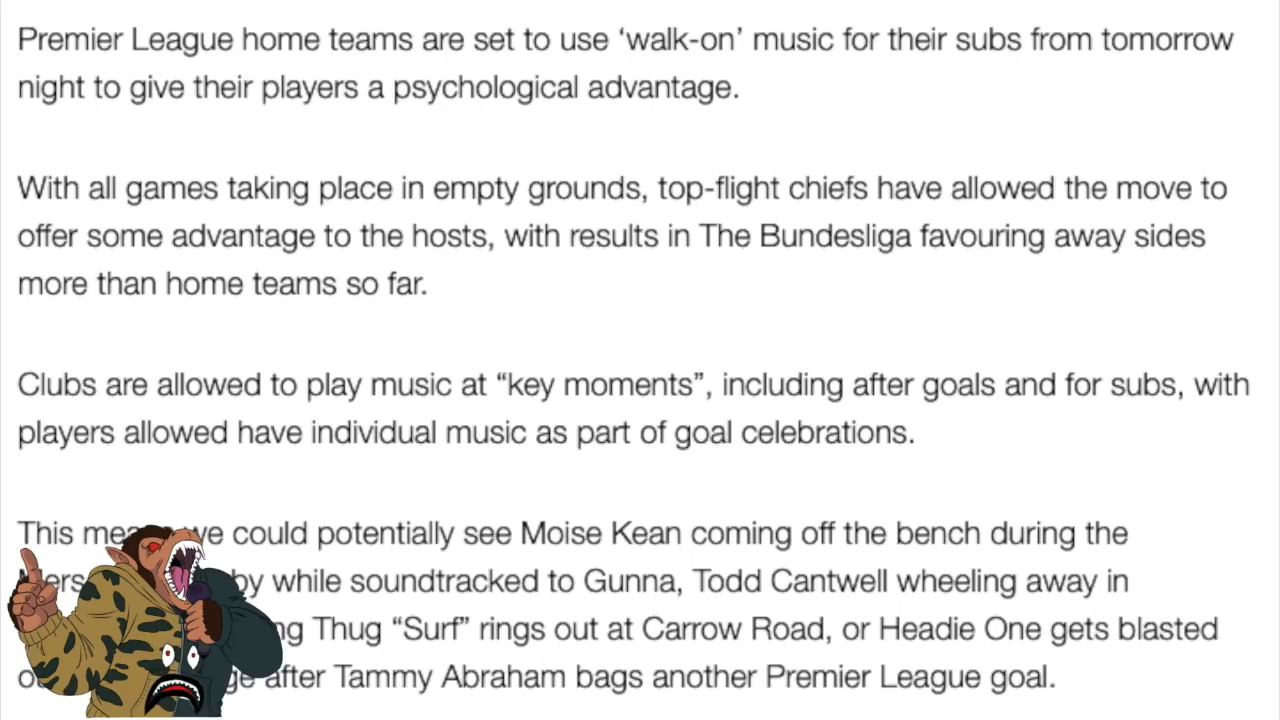 Premier League home teams are set to use ‘walk-on’ music for their subs from tomorrow
night to give their players a psychological advantage.
With all games taking place in empty grounds, top-flight chiefs have allowed the move to
offer some advantage to the hosts, with results in The Bundesliga favouring away sides
more than home teams so far.
Clubs are allowed to play music at “key moments”, including after goals and for subs, with
players allowed have individual music as part of goal celebrations.
This we could potentially see Moise Kean coming off the bench during the
while soundtracked to Gunna, Todd Cantwell wheeling away in
Thug “Surf” rings out at Carrow Road, or Headie One gets blasted
after Tammy Abraham bags another Premier League goal.